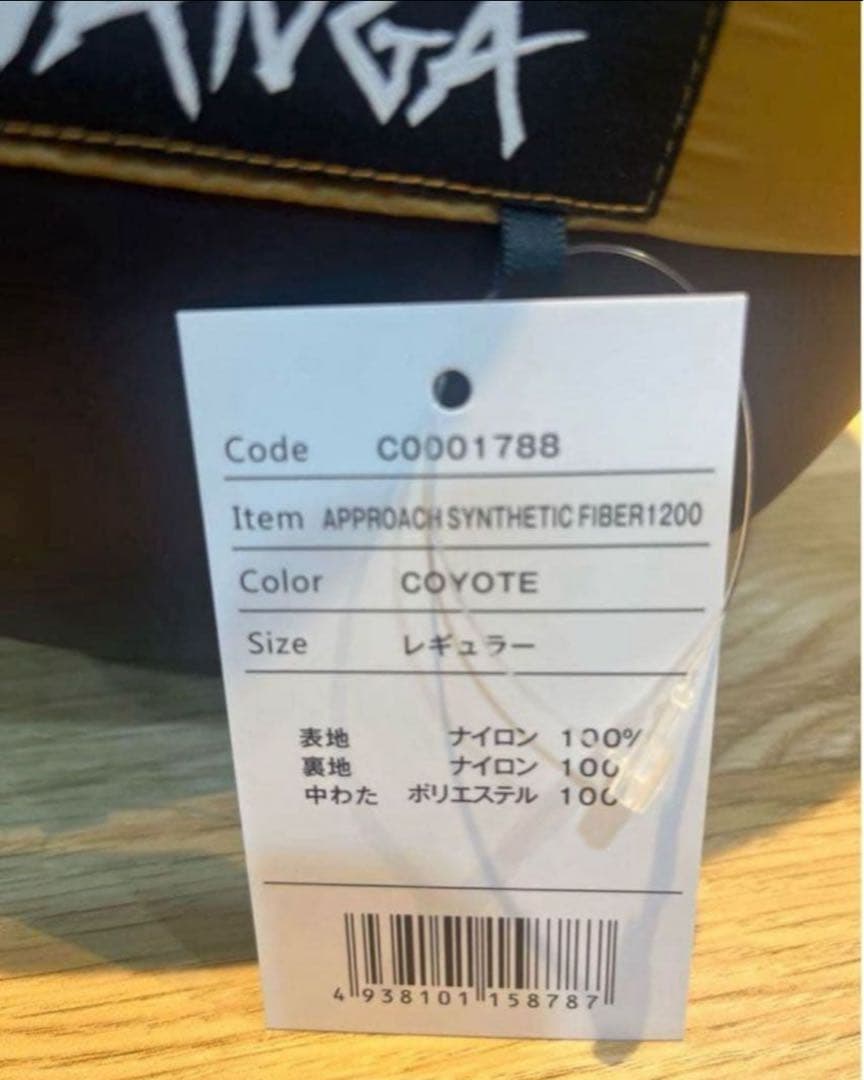 ANGA
Code C0001788
Item APPROACH SYNTHETIC FIBER1200
Color COYOTE
Size レギュラー
表地 ナイロン 100%
裏地 ナイロン 100
中わた ポリエステル 100
4938101158787